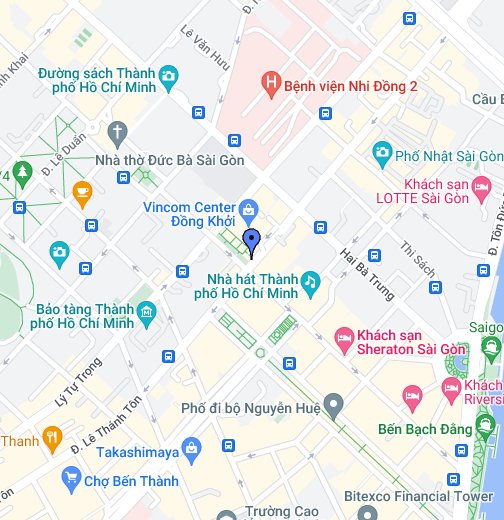 Lê Văn Hưu
Đường sách Thành
phố Hồ Chí Minh
H
Bệnh viện Nhi Đồng 2
Khai
Cầu B
Đ. Lê Duẩn
Nhà thờ Đức Bà Sài Gòn
Phố Nhật Sài Gòn
Khách sạn
LOTTE Sài Gòn
Đ. Tôn Đức
Vincom Center
Đồng Khởi
Hai Bà Trưng
Thi Sách
Nhà hát Thành
phố Hồ Chí Minh
Bảo tàng Thành
phố Hồ Chí Minh
Saigo
Khách sạn
Sheraton Sài Gòn
Lý Tự Trọng
Khách
Riversi
Phố đi bộ Nguyễn Huệ
Đ. Lê Thánh Tôn
Bến Bạch Đằng
Thanh
Takashimaya
Chợ Bến Thành
Tôn
Bitexco Financial Tower
Trường Cao